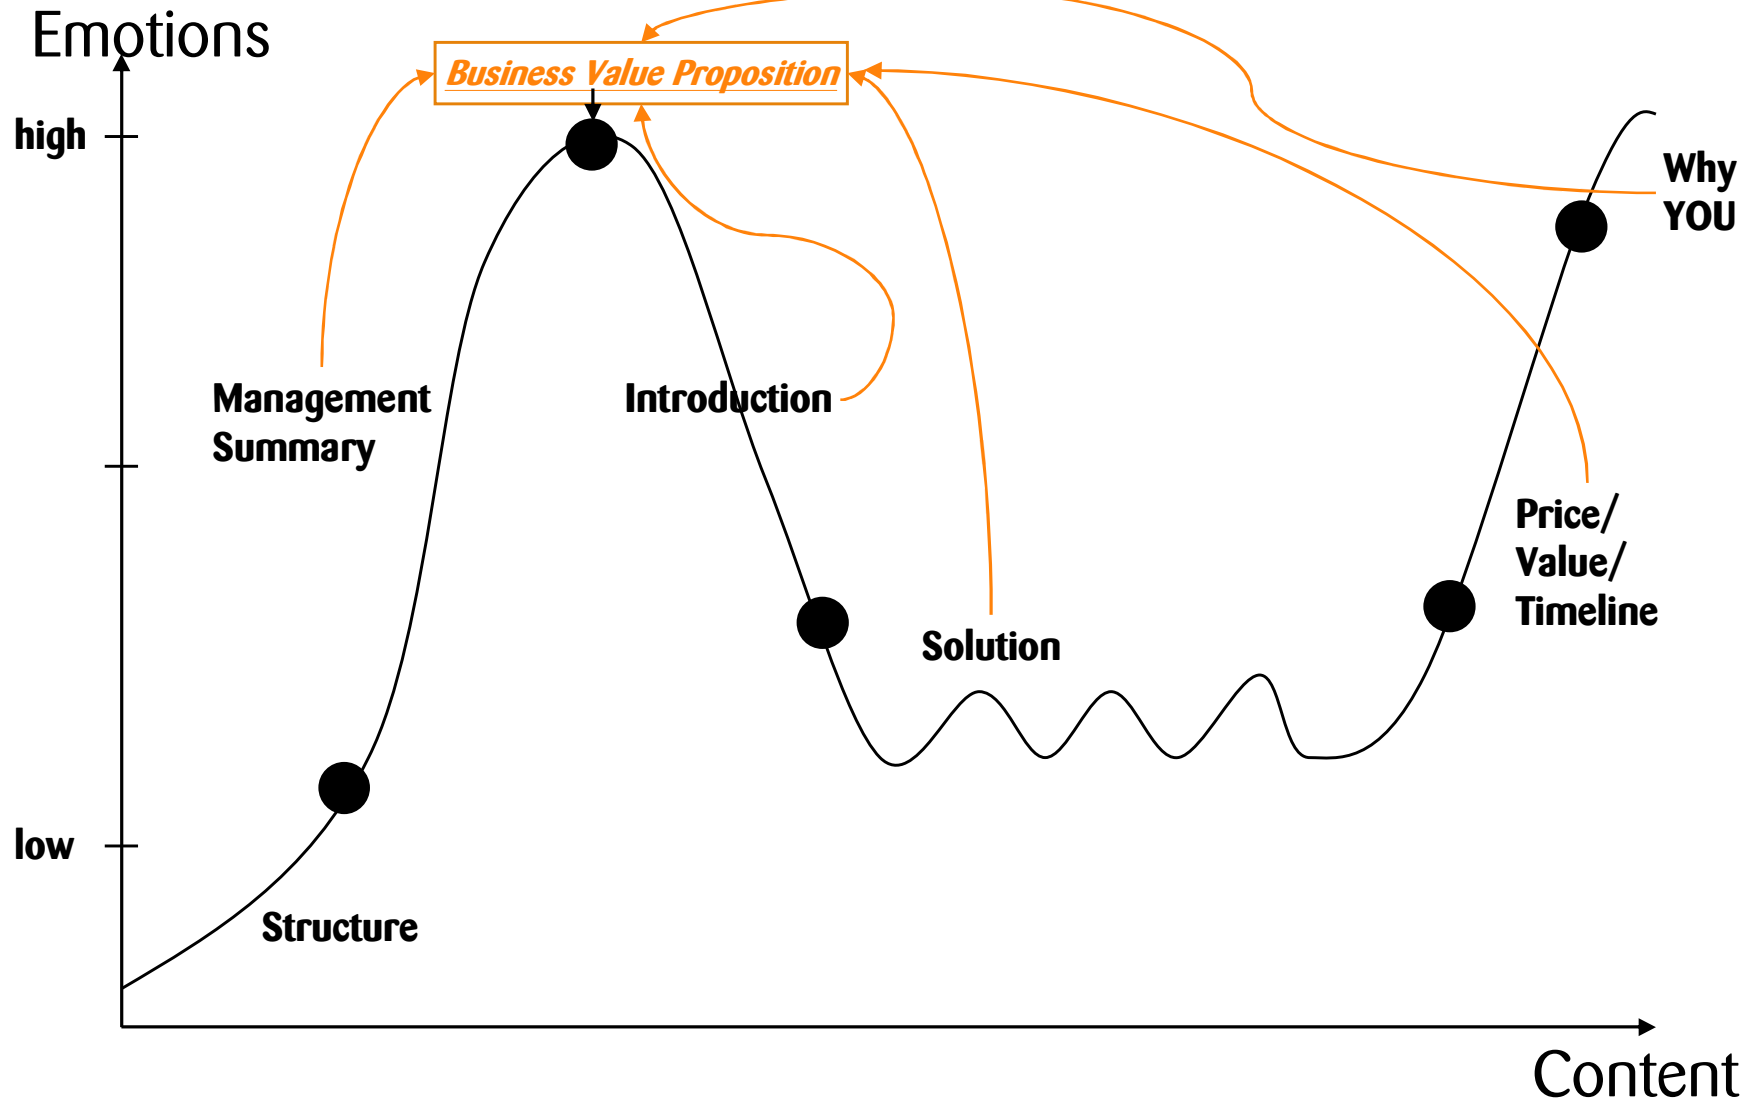 Emotions
Business Value Proposition
high
Why
YOU
Management
Summary
Introduction
Price/
Value/
Timeline
Solution
low
Structure
Content